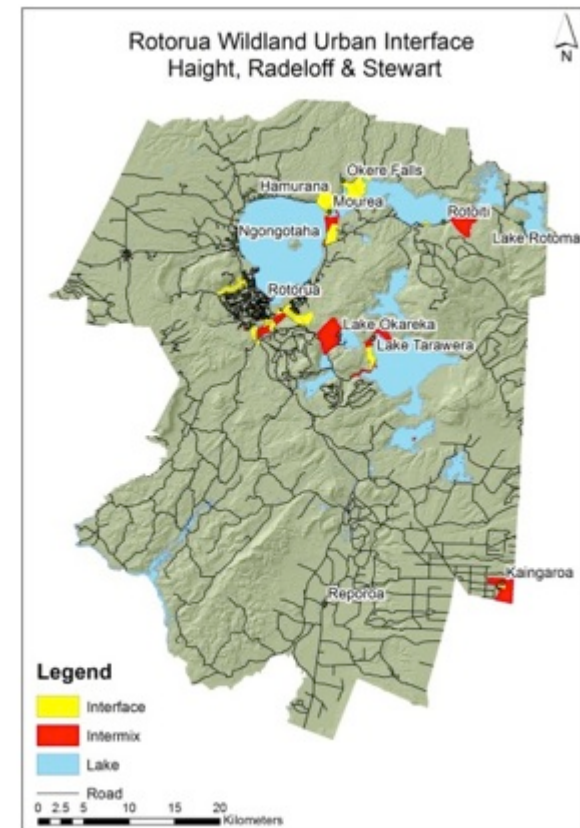 Rotorua Wildland Urban Interface
Haight, Radeloff & Stewart
N
Okere Falls
Hamurana
Mourea
Rotoiti
Ngongotaha
Lake Rotoma
Rotorua
Lake Okareka
Lake Tarawera
Kaingaroa
Reporoa
Legend
Interface
Intermix
Lake
Road
0 2.5 5 10 15 20
Kilometers